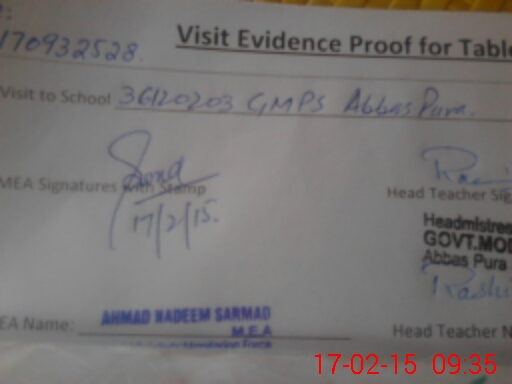 170932528.
Visit Evidence Proof for Table
Visit to School 36120203 GMPS Abbas Pura.
MEA Signatures with Stamp
17/2/15.
Head Teacher Sig
Headmistres
GOVT.MOD
Abbas Pura
EA Name: AHMAD NADEEM SARMAD
M.E.A
Monitoring Force
Head Teacher N
17-02-15 09:35